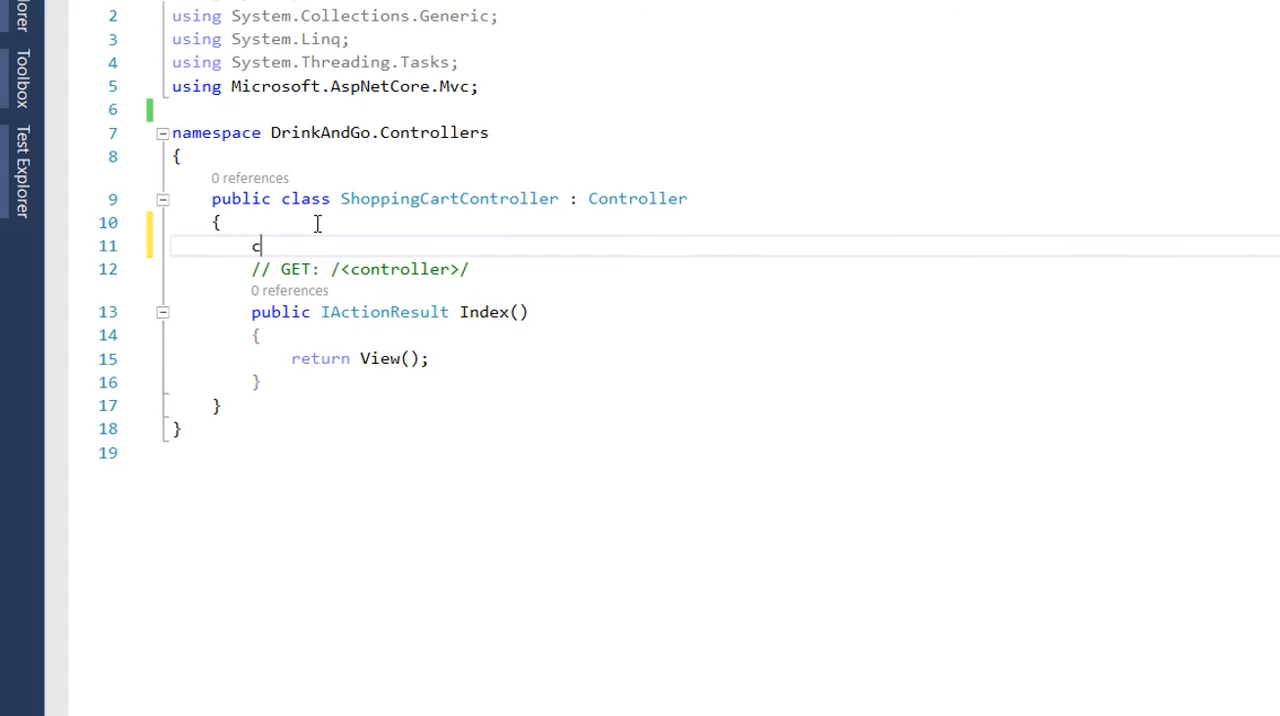 orer
Toolbox
Test Explorer
2 using System.Collections.Generic;
3 using System.Linq;
4 using System.Threading.Tasks;
5 using Microsoft.AspNetCore.Mvc;
6
7 namespace DrinkAndGo.Controllers
8 {
0 references
9 public class ShoppingCartController : Controller
10 {
11 c
12 // GET: /<controller>/
0 references
13 public IActionResult Index()
14 {
15 return View();
16 }
17 }
18 }
19